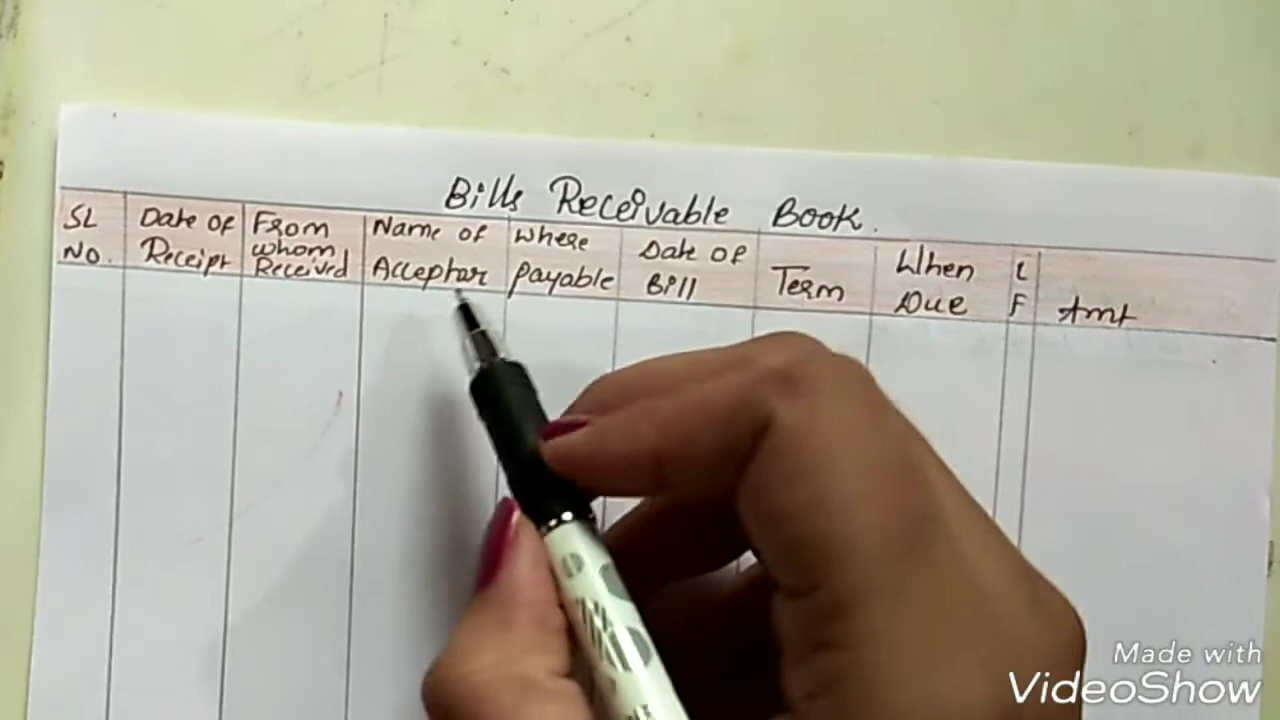 Bills Receivable Book.
SL No.
Date Of Receipt
From whom Received
Name of Acceptor
Where Payable
Date Of Bill
Term
When Due
L F
Amt
Made with
VideoShow